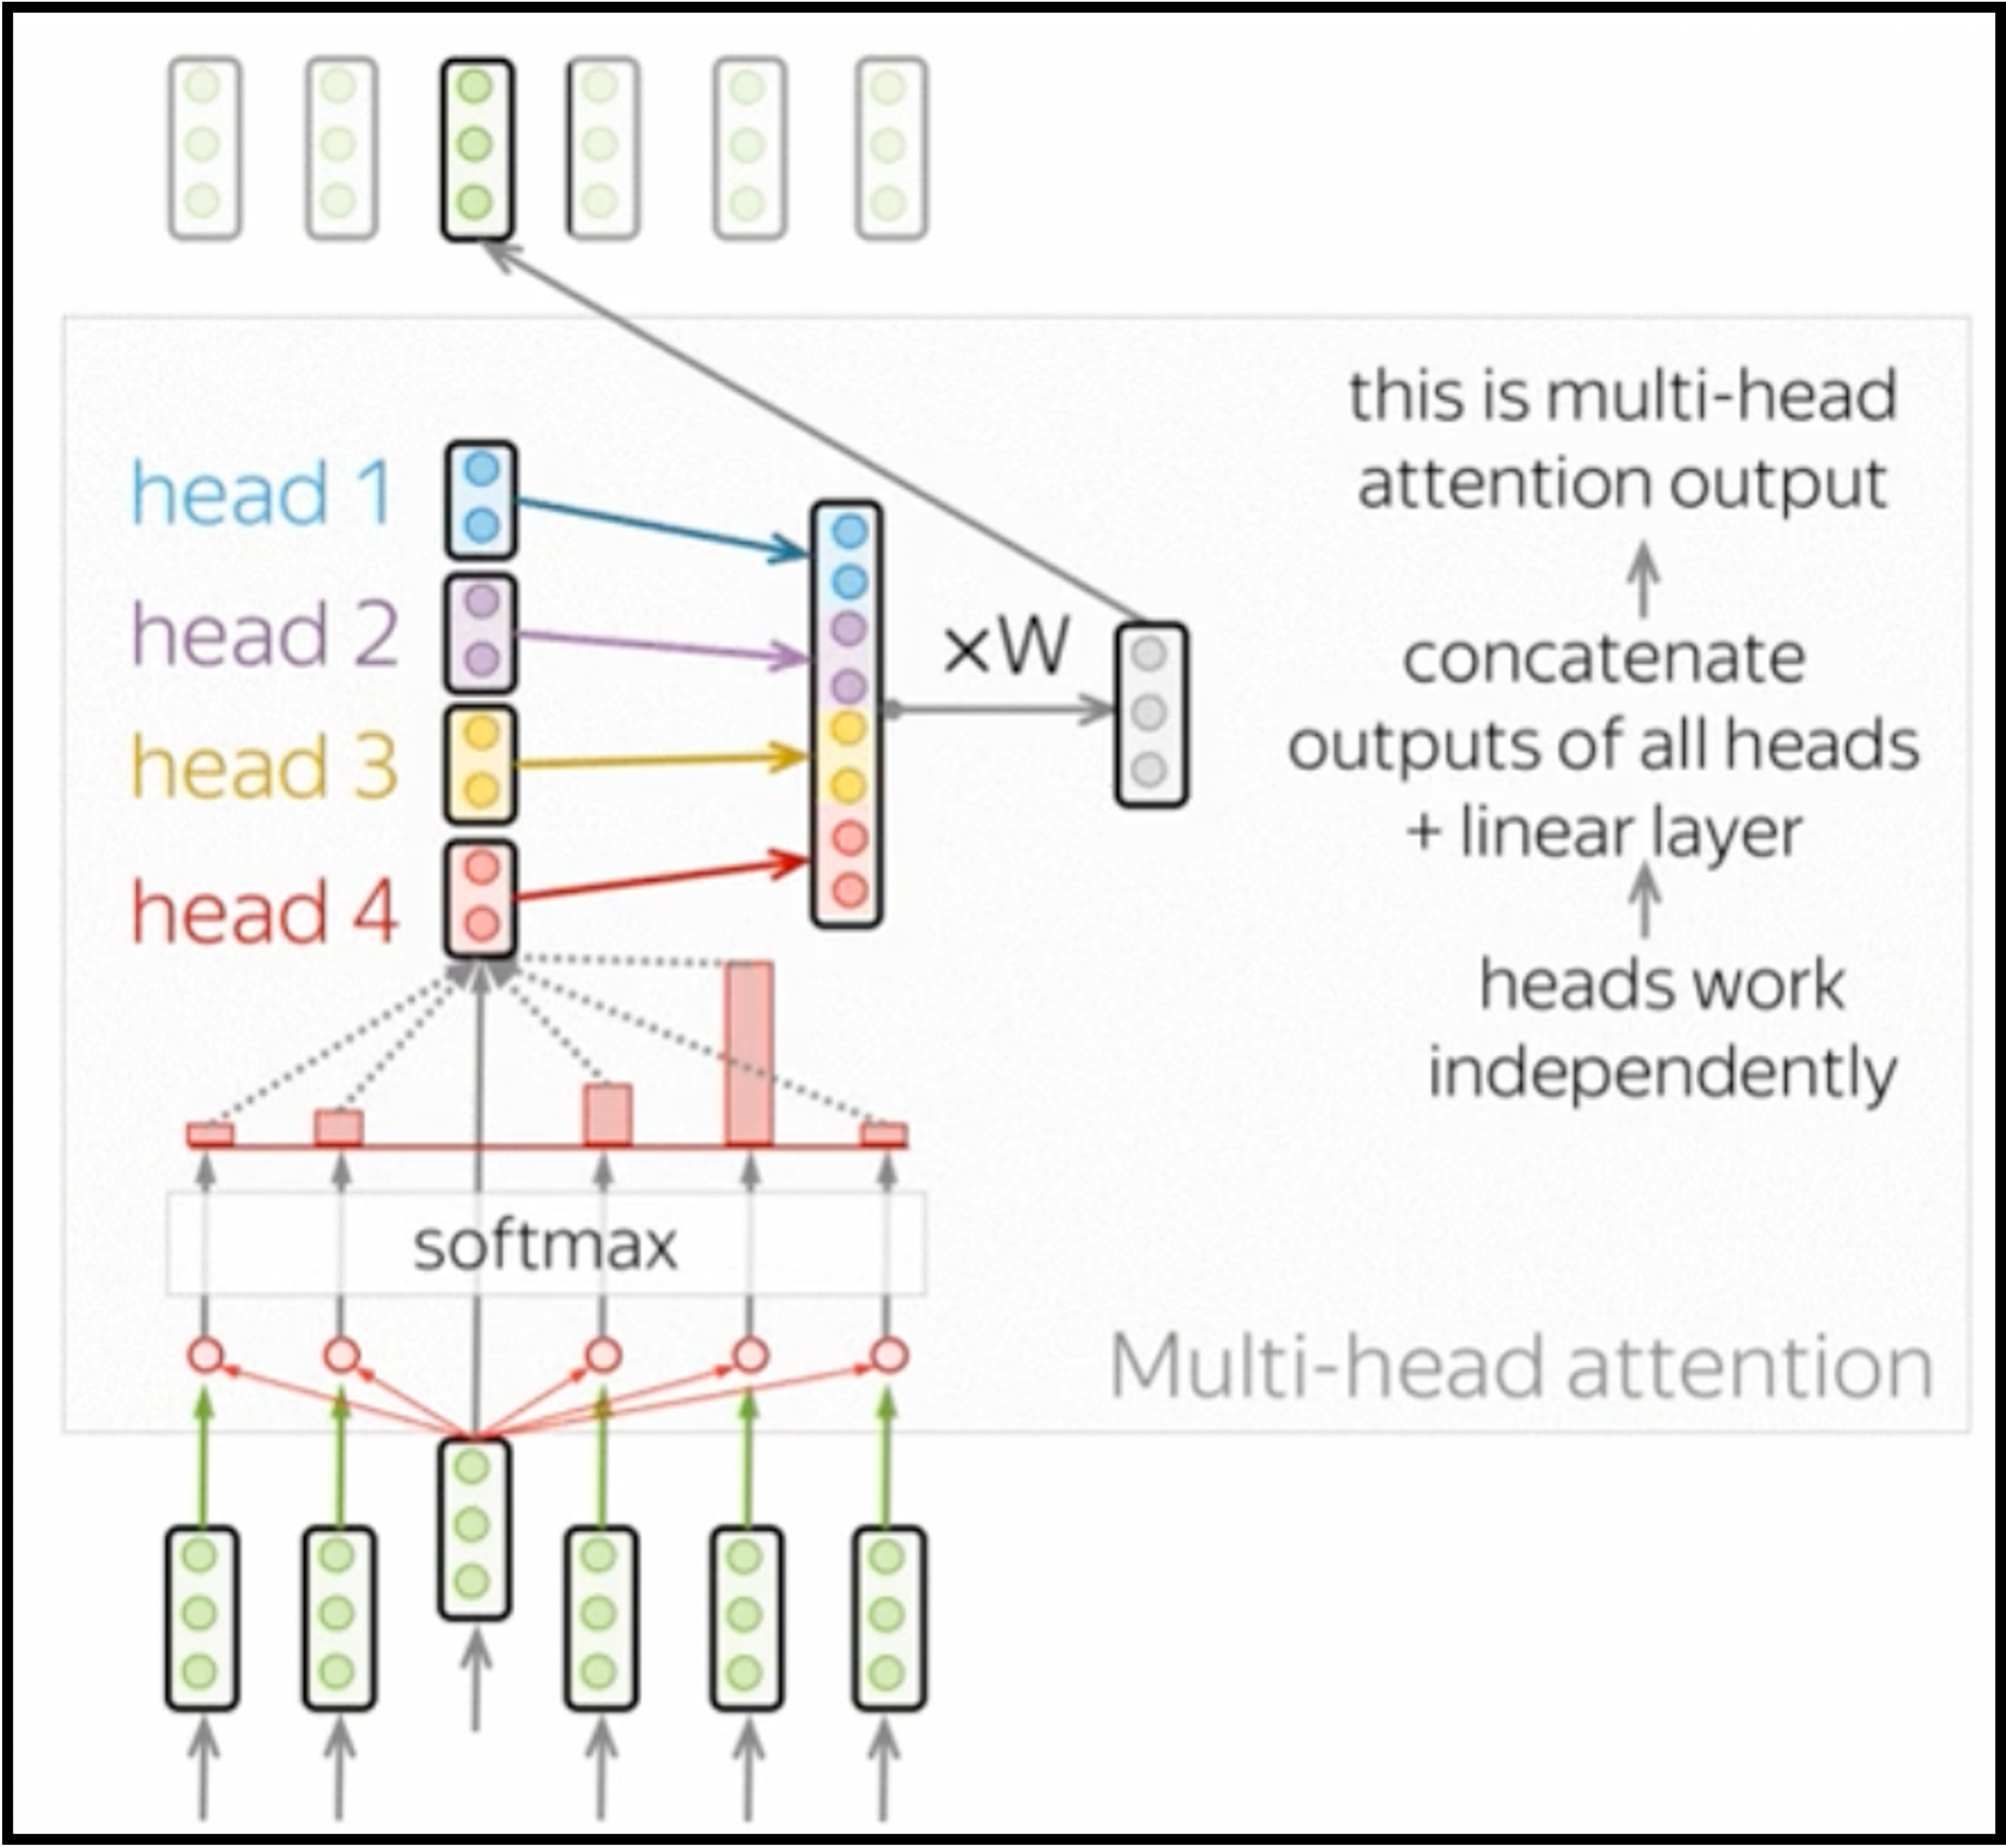 head 1
head 2
head 3
head 4
×W
this is multi-head
attention output
concatenate
outputs of all heads
+ linear layer
heads work
independently
softmax
Multi-head attention